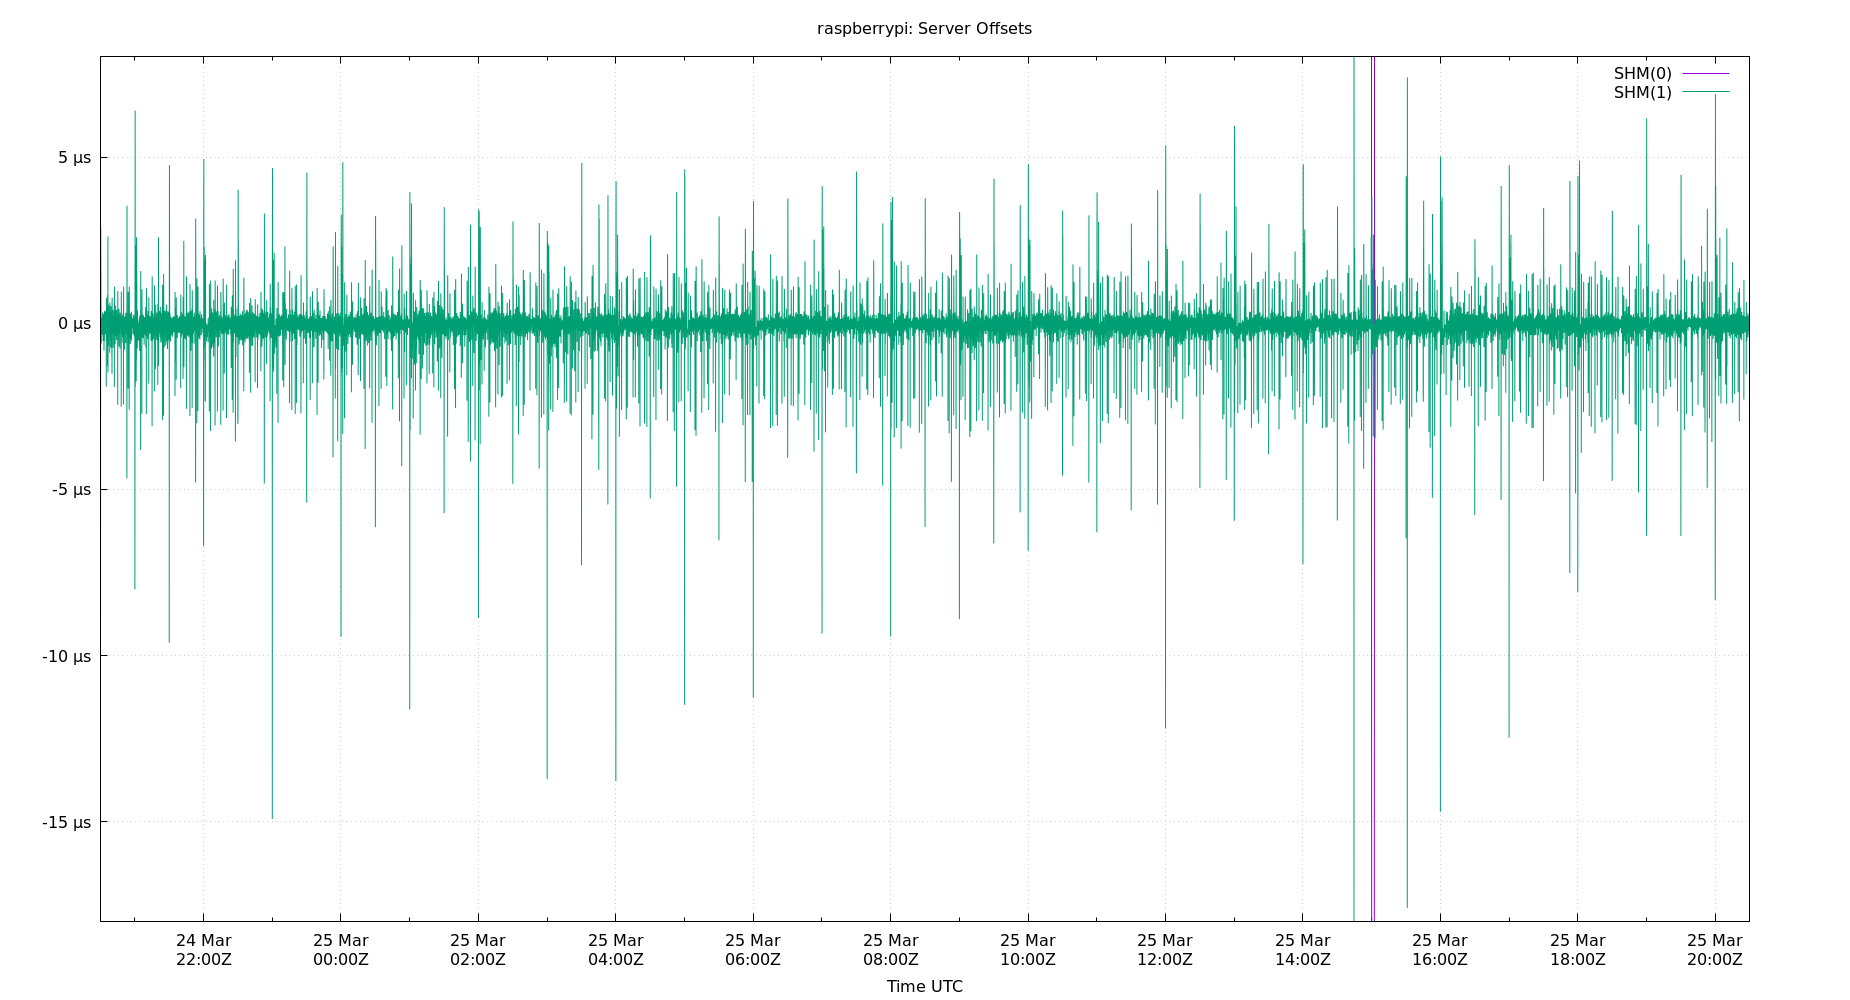 raspberrypi: Server Offsets
SHM(0)
SHM(1)
5 µs
0 µs
-5 µs
-10 µs
-15 µs
24 Mar
22:00Z
25 Mar
00:00Z
25 Mar
02:00Z
25 Mar
04:00Z
25 Mar
06:00Z
25 Mar
08:00Z
25 Mar
10:00Z
25 Mar
12:00Z
25 Mar
14:00Z
25 Mar
16:00Z
25 Mar
18:00Z
25 Mar
20:00Z
Time UTC